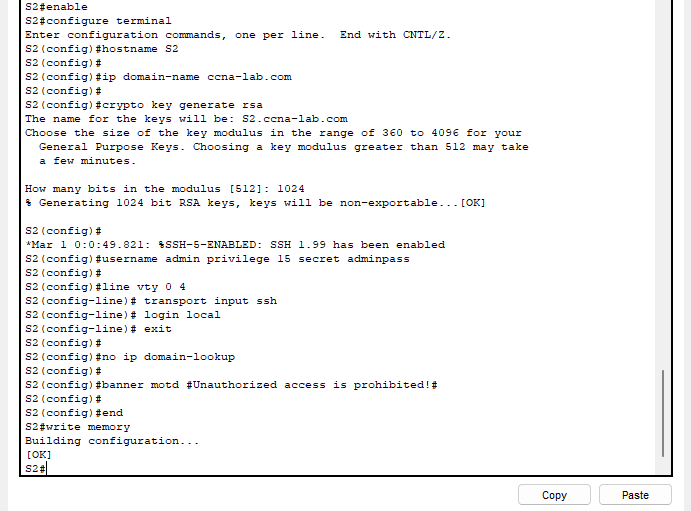 S2#enable
S2#configure terminal
Enter configuration commands, one per line.  End with CNTL/Z.
S2(config)#hostname S2
S2(config)#
S2(config)#ip domain-name ccna-lab.com
S2(config)#
S2(config)#crypto key generate rsa
The name for the keys will be: S2.ccna-lab.com
Choose the size of the key modulus in the range of 360 to 4096 for your
  General Purpose Keys. Choosing a key modulus greater than 512 may take
  a few minutes.
How many bits in the modulus [512]: 1024
% Generating 1024 bit RSA keys, keys will be non-exportable...[OK]
S2(config)#
*Mar 1 0:0:49.821: %SSH-5-ENABLED: SSH 1.99 has been enabled
S2(config)#username admin privilege 15 secret adminpass
S2(config)#
S2(config)#line vty 0 4
S2(config-line)# transport input ssh
S2(config-line)# login local
S2(config-line)# exit
S2(config)#
S2(config)#no ip domain-lookup
S2(config)#
S2(config)#banner motd #Unauthorized access is prohibited!#
S2(config)#
S2(config)#end
S2#write memory
Building configuration...
[OK]
S2#
Copy
Paste